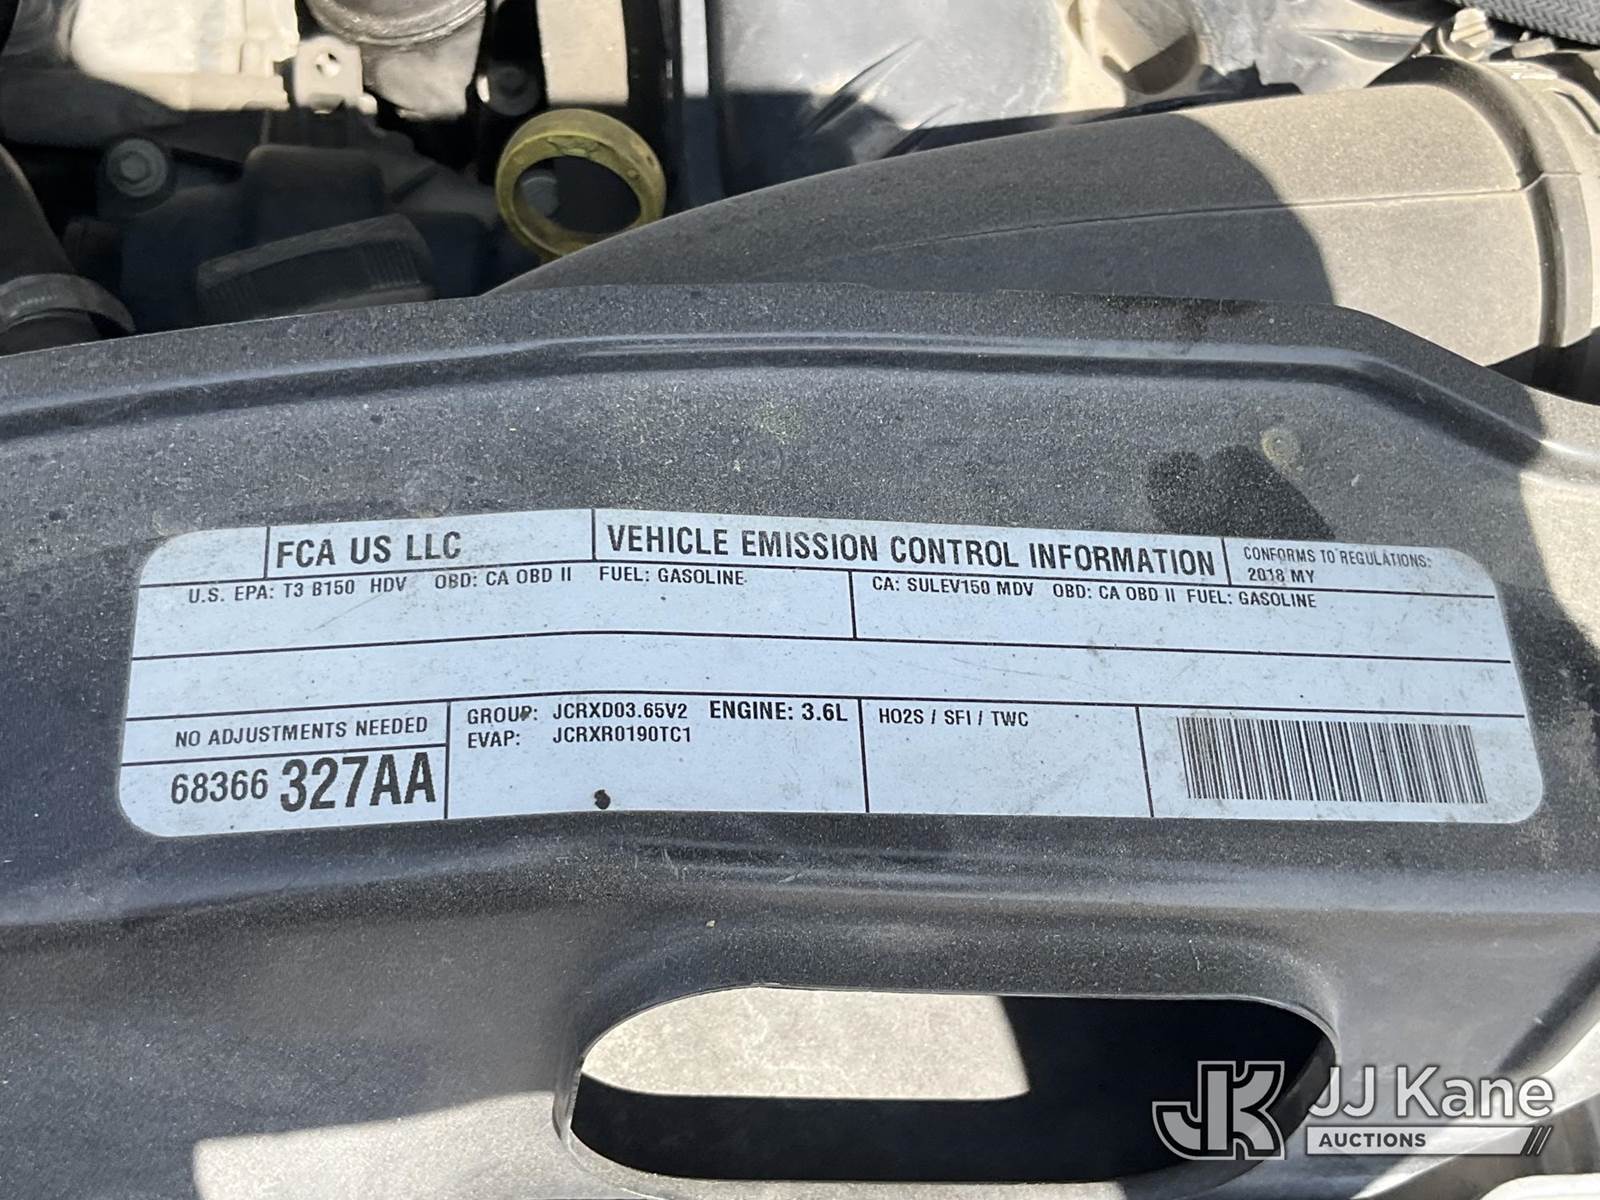 FCA US LLC
VEHICLE EMISSION CONTROL INFORMATION
CONFORMS TO REGULATIONS:
2018 MY
U.S. EPA: T3 B150 HDV OBD: CA OBD II FUEL: GASOLINE
CA: SULEV150 MDV OBD: CA OBD II FUEL: GASOLINE
NO ADJUSTMENTS NEEDED
68366 327AA
GROUP: JCRXD03.65V2 ENGINE: 3.6L
EVAP: JCRXR0190TC1
HO2S / SFI / TWC
JK JJ Kane
AUCTIONS